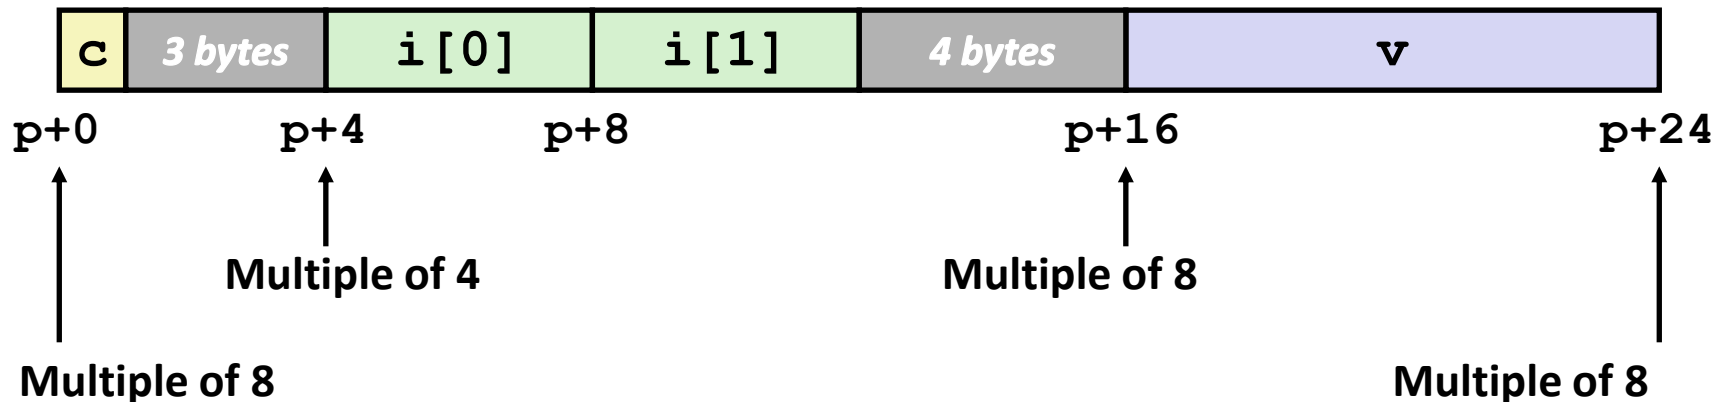 c 3 bytes i[0] i[1] 4 bytes v
p+0 p+4 p+8 p+16 p+24
Multiple of 4 Multiple of 8
Multiple of 8 Multiple of 8